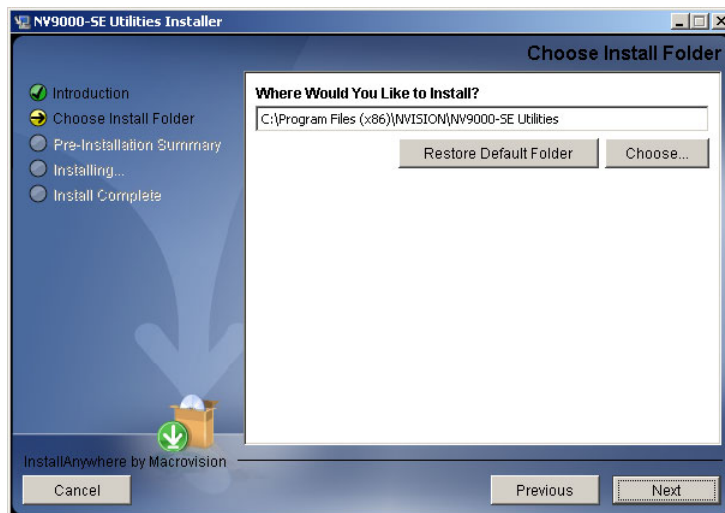 NV9000-SE Utilities Installer
Choose Install Folder
Introduction
Choose Install Folder
Pre-Installation Summary
Installing...
Install Complete
Where Would You Like to Install?
C:\Program Files (x86)\NVISION\NV9000-SE Utilities
Restore Default Folder
Choose...
InstallAnywhere by Macrovision
Cancel
Previous
Next